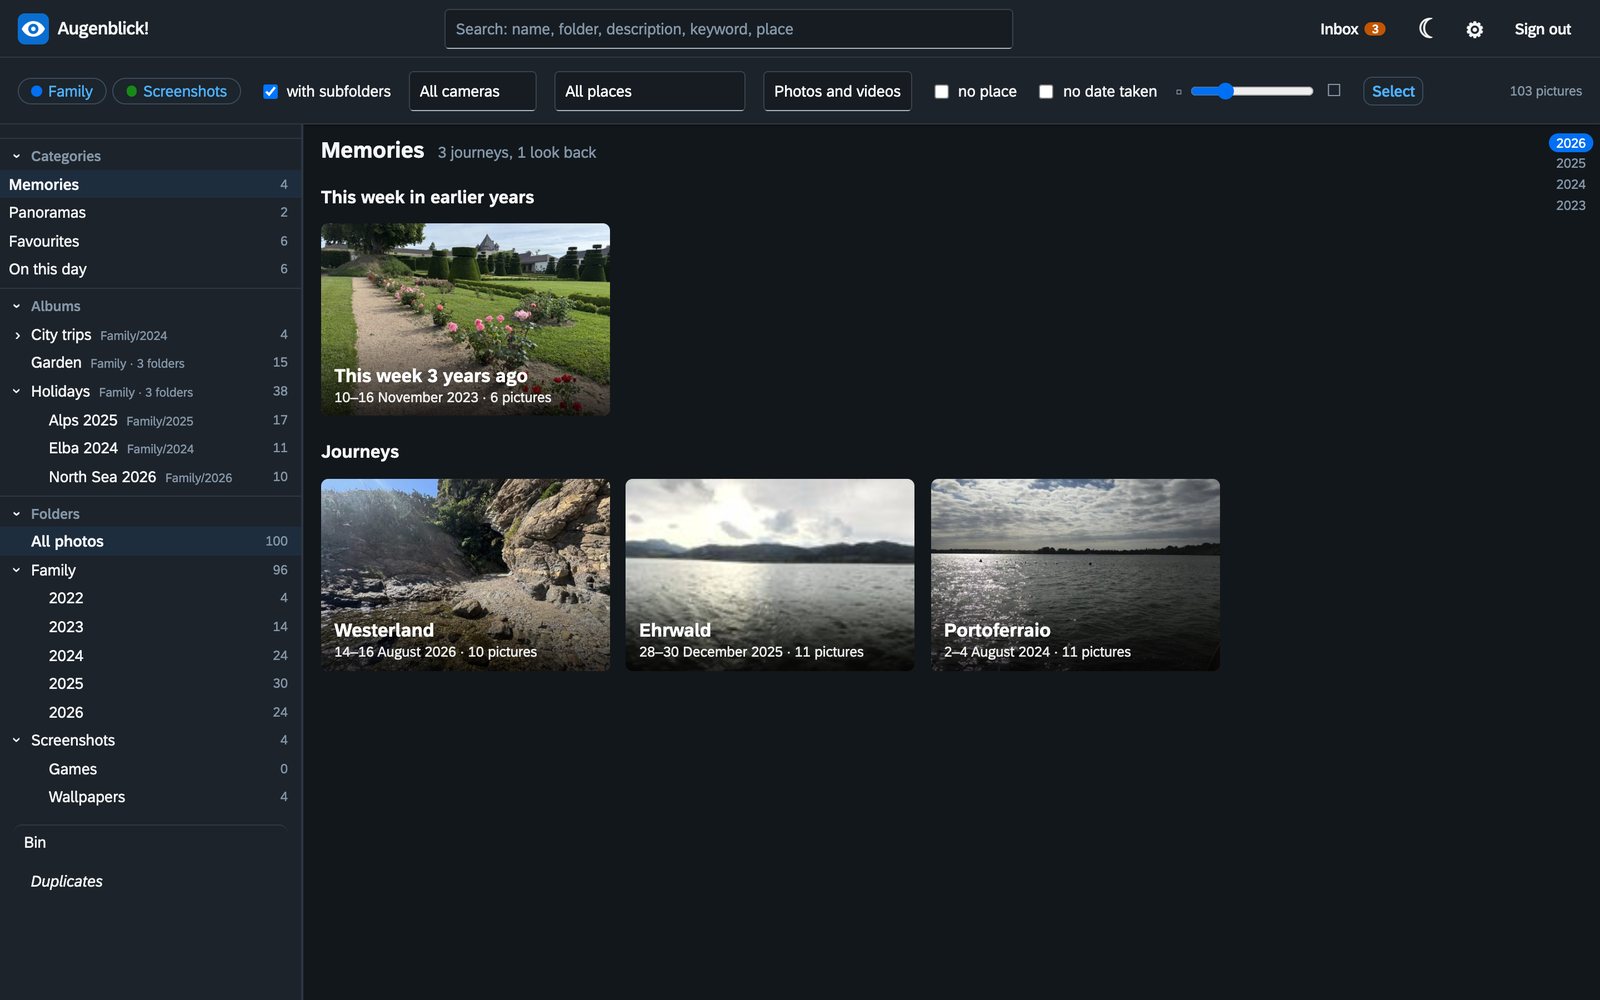 Augenblick!
Search: name, folder, description, keyword, place
Inbox 3
Sign out
Family
Screenshots
with subfolders
All cameras
All places
Photos and videos
no place
no date taken
Select
103 pictures
Categories
Memories 4
Panoramas 2
Favourites 6
On this day 6
Albums
City trips Family/2024 4
Garden Family · 3 folders 15
Holidays Family · 3 folders 38
Alps 2025 Family/2025 17
Elba 2024 Family/2024 11
North Sea 2026 Family/2026 10
Folders
All photos 100
Family 96
2022 4
2023 14
2024 24
2025 30
2026 24
Screenshots 4
Games 0
Wallpapers 4
Bin
Duplicates
Memories 3 journeys, 1 look back
This week in earlier years
This week 3 years ago
10–16 November 2023 · 6 pictures
Journeys
Westerland
14–16 August 2026 · 10 pictures
Ehrwald
28–30 December 2025 · 11 pictures
Portoferraio
2–4 August 2024 · 11 pictures
2026
2025
2024
2023